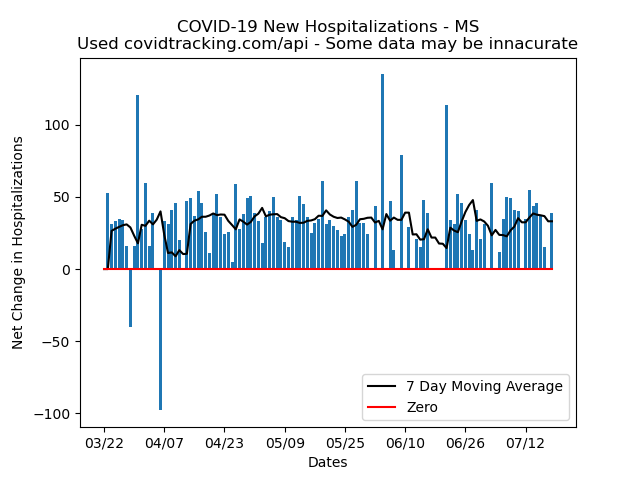 COVID-19 New Hospitalizations - MS
Used covidtracking.com/api - Some data may be innacurate
Net Change in Hospitalizations
100
50
0
−50
−100
7 Day Moving Average
Zero
03/22 04/07 04/23 05/09 05/25 06/10 06/26 07/12
Dates